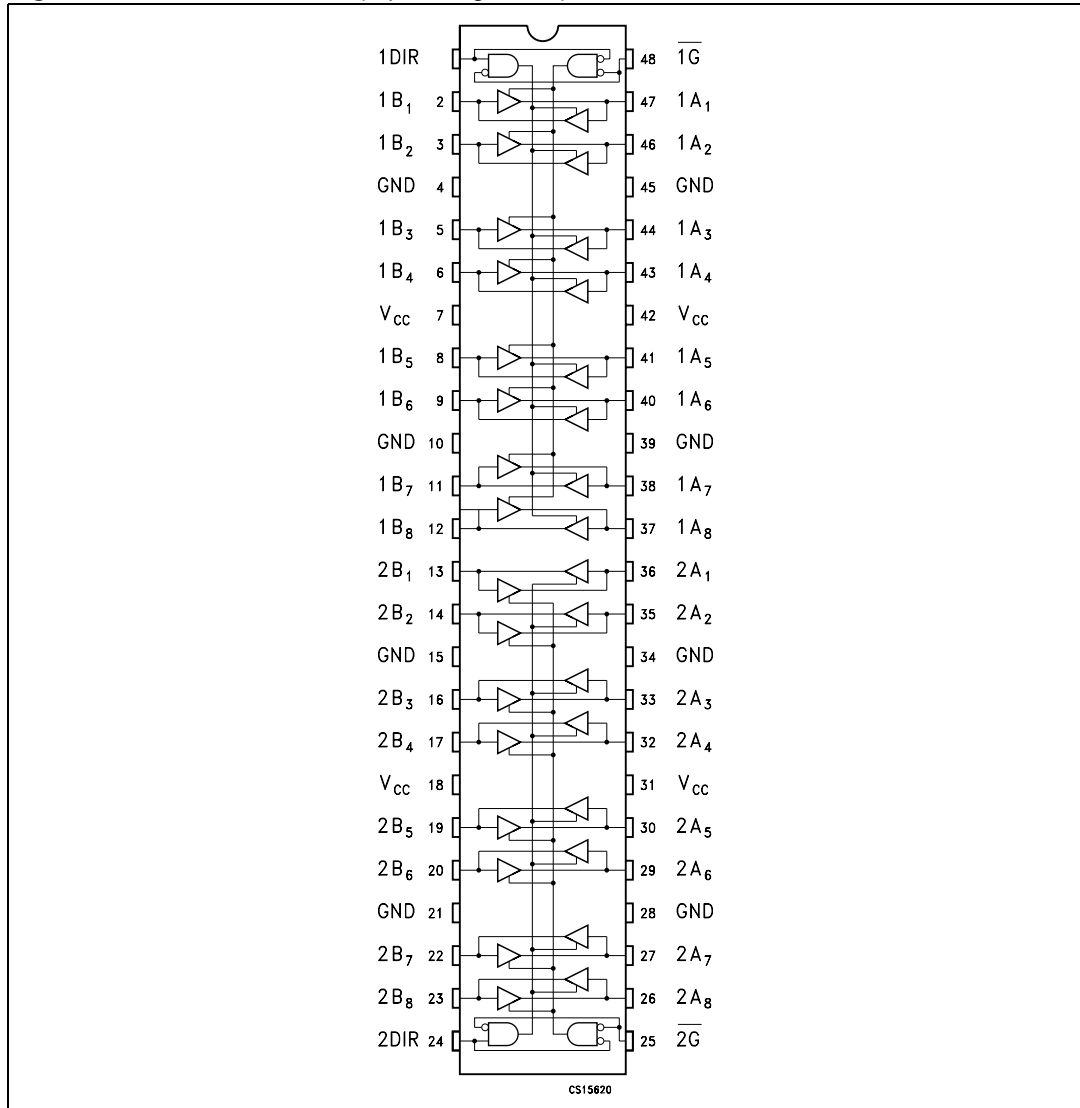 1DIR 48 1G
1B1 2 47 1A1
1B2 3 46 1A2
GND 4 45 GND
1B3 5 44 1A3
1B4 6 43 1A4
VCC 7 42 VCC
1B5 8 41 1A5
1B6 9 40 1A6
GND 10 39 GND
1B7 11 38 1A7
1B8 12 37 1A8
2B1 13 36 2A1
2B2 14 35 2A2
GND 15 34 GND
2B3 16 33 2A3
2B4 17 32 2A4
VCC 18 31 VCC
2B5 19 30 2A5
2B6 20 29 2A6
GND 21 28 GND
2B7 22 27 2A7
2B8 23 26 2A8
2DIR 24 25 2G
CS15620